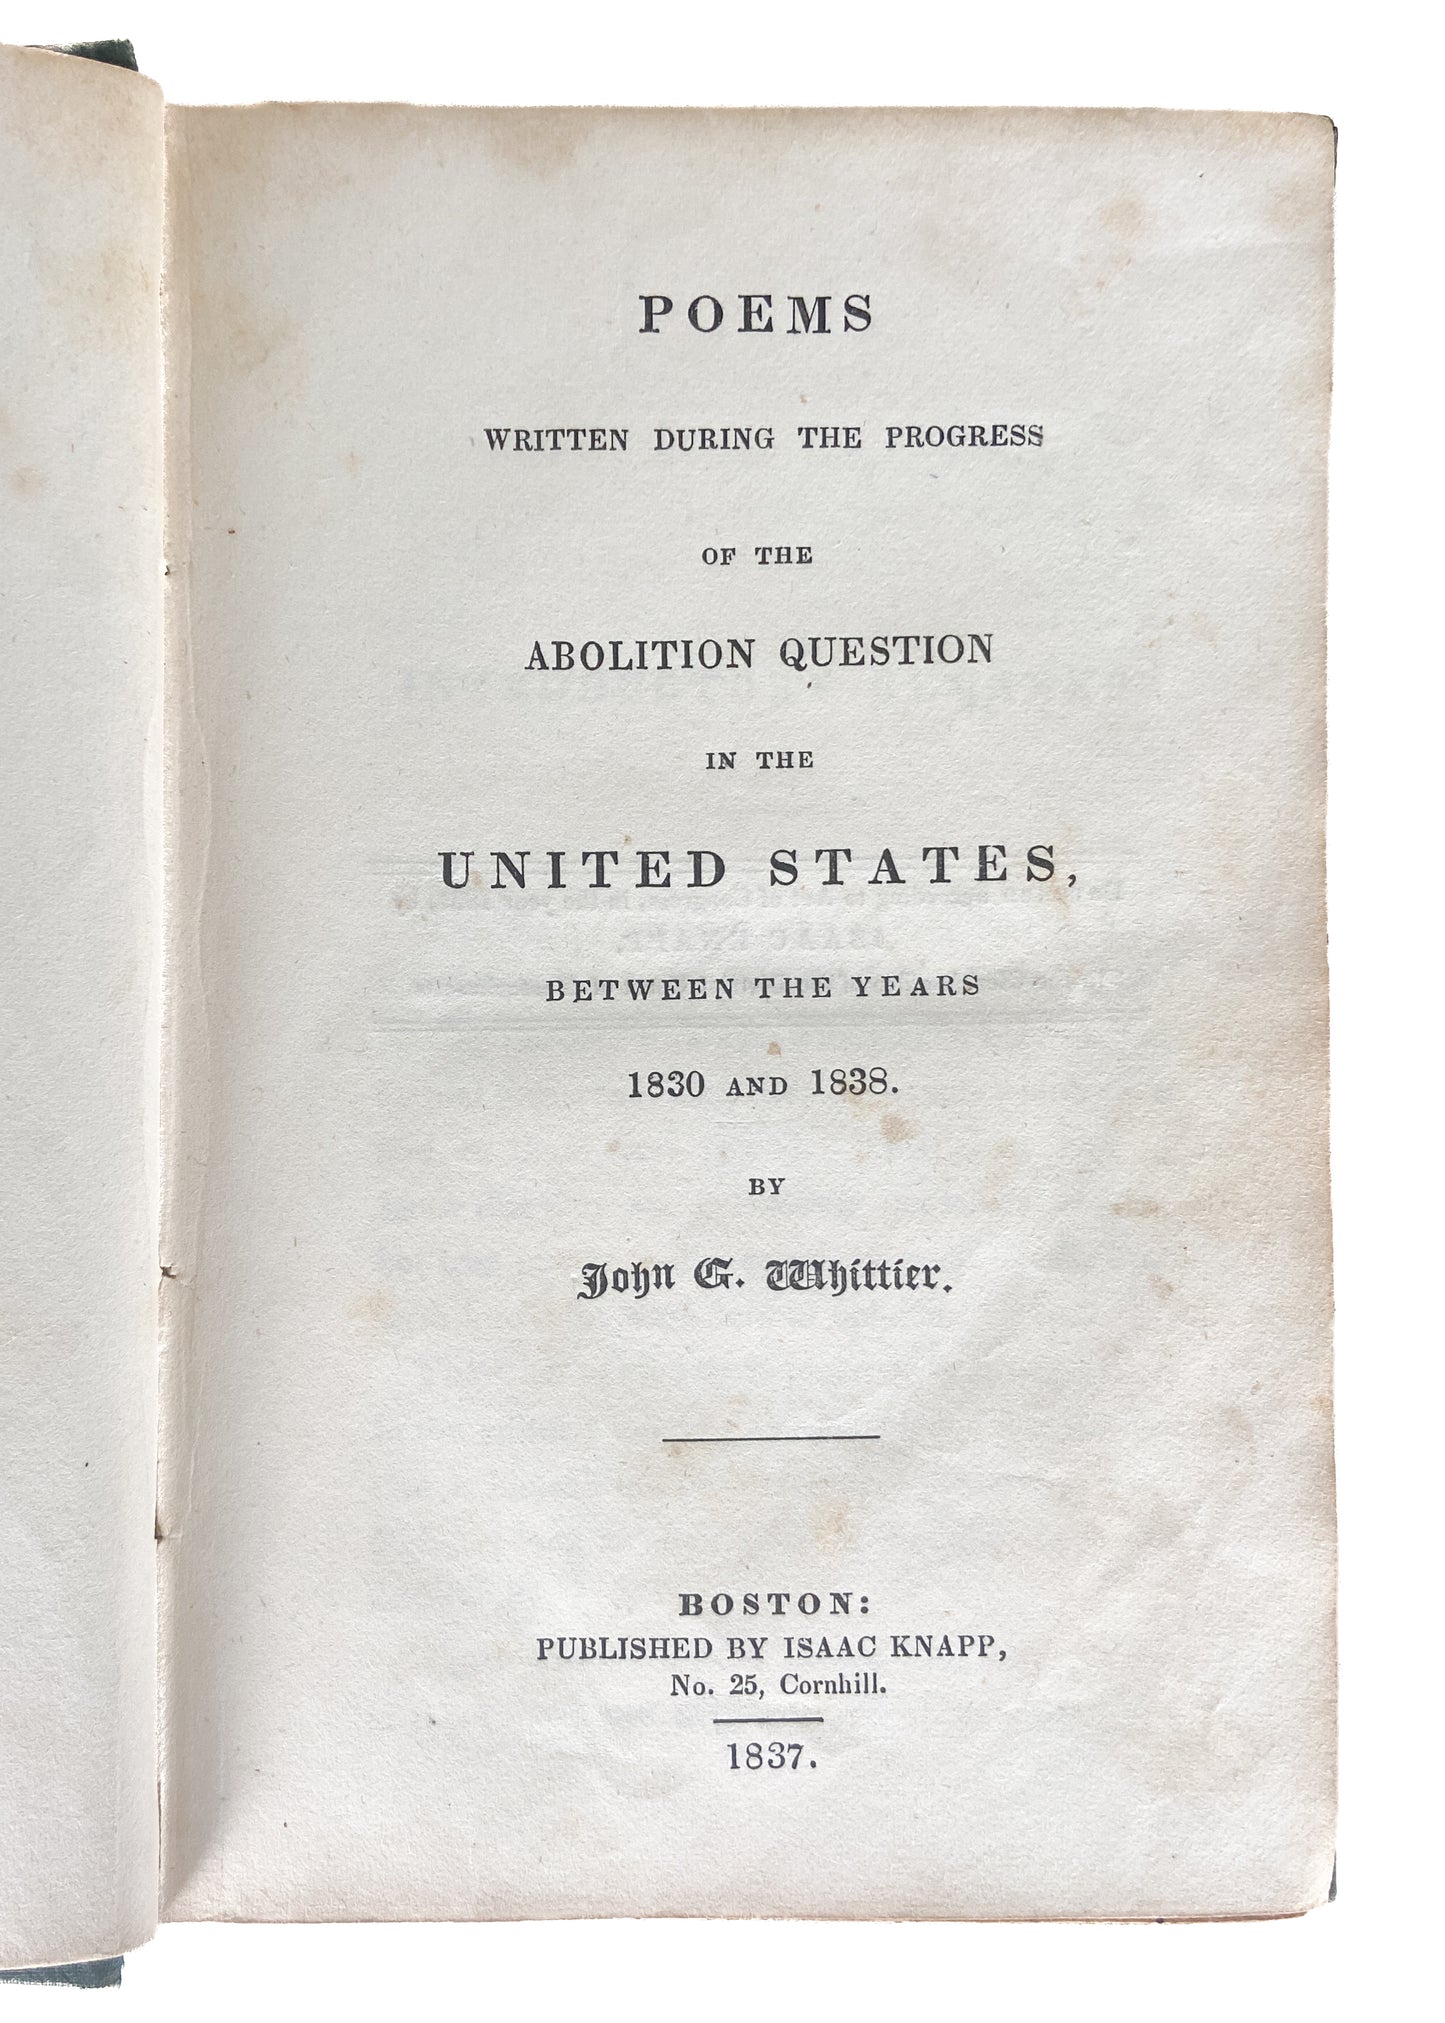 POEMS
WRITTEN DURING THE PROGRESS
OF THE
ABOLITION QUESTION
IN THE
UNITED STATES,
BETWEEN THE YEARS
1830 AND 1838.
BY
John G. Whittier.
BOSTON:
PUBLISHED BY ISAAC KNAPP,
No. 25, Cornhill.
1837.